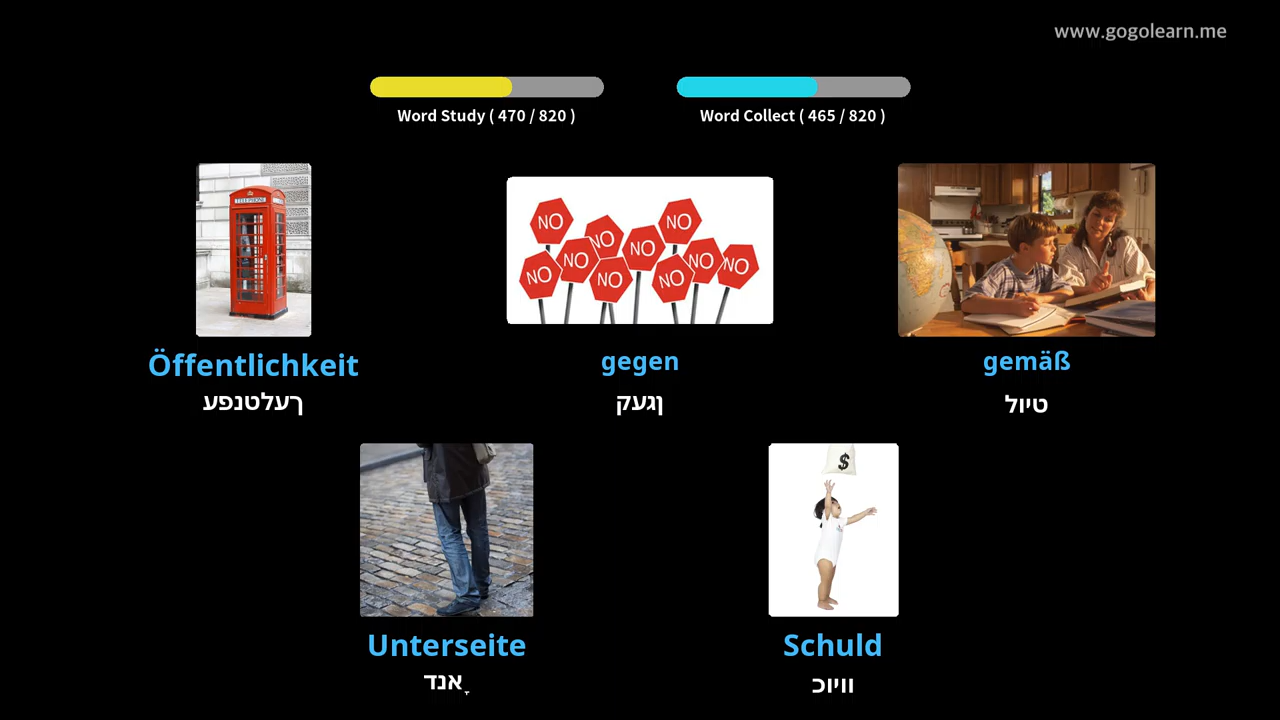 www.gogolearn.me
Word Study ( 470 / 820 )
Word Collect ( 465 / 820 )
Öffentlichkeit
ךעלטנפע
gegen
ןגעק
gemäß
טיול
Unterseite
ָאנד
Schuld
וויוכ
TELEPHONE
NO
NO
NO
NO
NO
NO
NO
NO
NO
NO
$